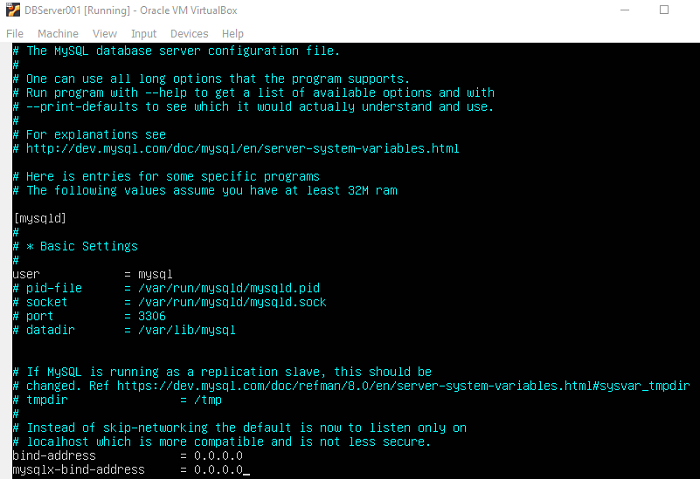 DBServer001 [Running] - Oracle VM VirtualBox
File Machine View Input Devices Help
# The MySQL database server configuration file.
#
# One can use all long options that the program supports.
# Run program with --help to get a list of available options and with
# --print-defaults to see which it would actually understand and use.
#
# For explanations see
# http://dev.mysql.com/doc/mysql/en/server-system-variables.html
# Here is entries for some specific programs
# The following values assume you have at least 32M ram
[mysqld]
#
# * Basic Settings
#
user = mysql
# pid-file = /var/run/mysqld/mysqld.pid
# socket = /var/run/mysqld/mysqld.sock
# port = 3306
# datadir = /var/lib/mysql
# If MySQL is running as a replication slave, this should be
# changed. Ref https://dev.mysql.com/doc/refman/8.0/en/server-system-variables.html#sysvar_tmpdir
# tmpdir = /tmp
#
# Instead of skip-networking the default is now to listen only on
# localhost which is more compatible and is not less secure.
bind-address = 0.0.0.0
mysqlx-bind-address = 0.0.0.0_